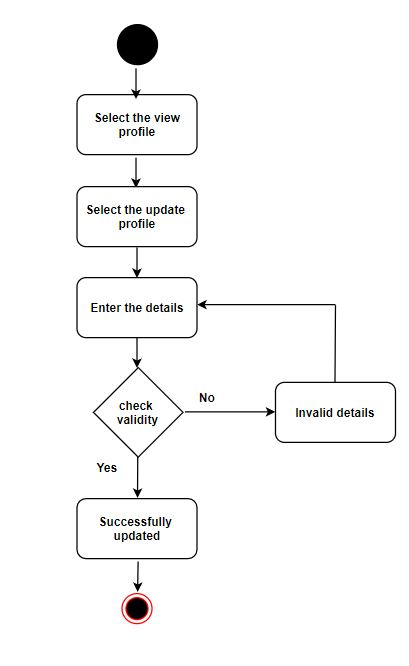 Select the view
profile
Select the update
profile
Enter the details
check
validity
No
Invalid details
Yes
Successfully
updated